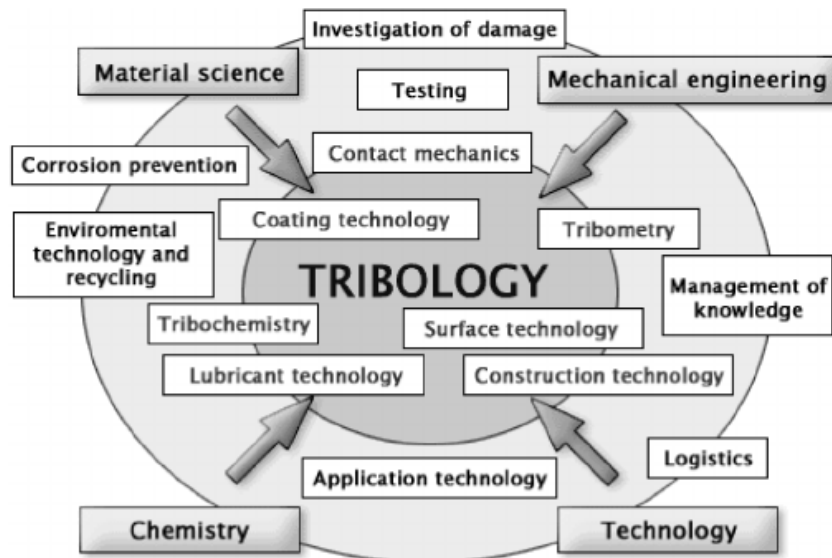 Investigation of damage
Material science
Mechanical engineering
Testing
Contact mechanics
Corrosion prevention
Coating technology
Enviromental
technology and
recycling
Tribometry
TRIBOLOGY
Management of
knowledge
Tribochemistry
Surface technology
Lubricant technology
Construction technology
Logistics
Application technology
Chemistry
Technology